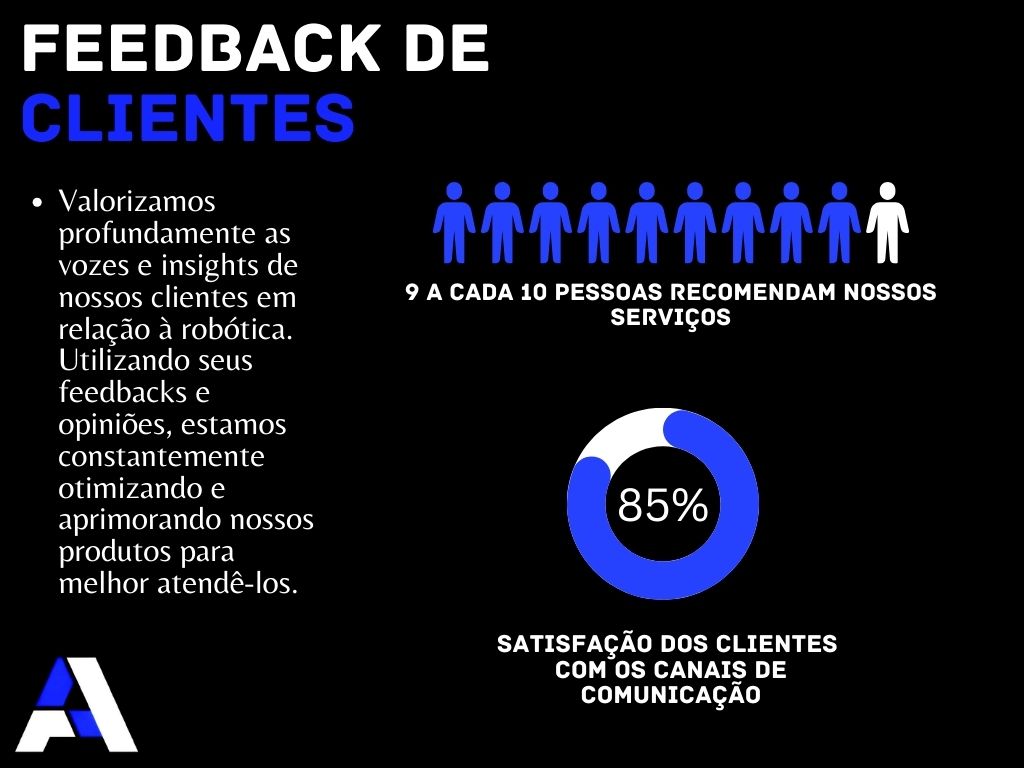 FEEDBACK DE
CLIENTES
• Valorizamos
profundamente as
vozes e insights de
nossos clientes em
relação à robótica.
Utilizando seus
feedbacks e
opiniões, estamos
constantemente
otimizando e
aprimorando nossos
produtos para
melhor atendê-los.
9 A CADA 10 PESSOAS RECOMENDAM NOSSOS
SERVIÇOS
85%
SATISFAÇÃO DOS CLIENTES
COM OS CANAIS DE
COMUNICAÇÃO